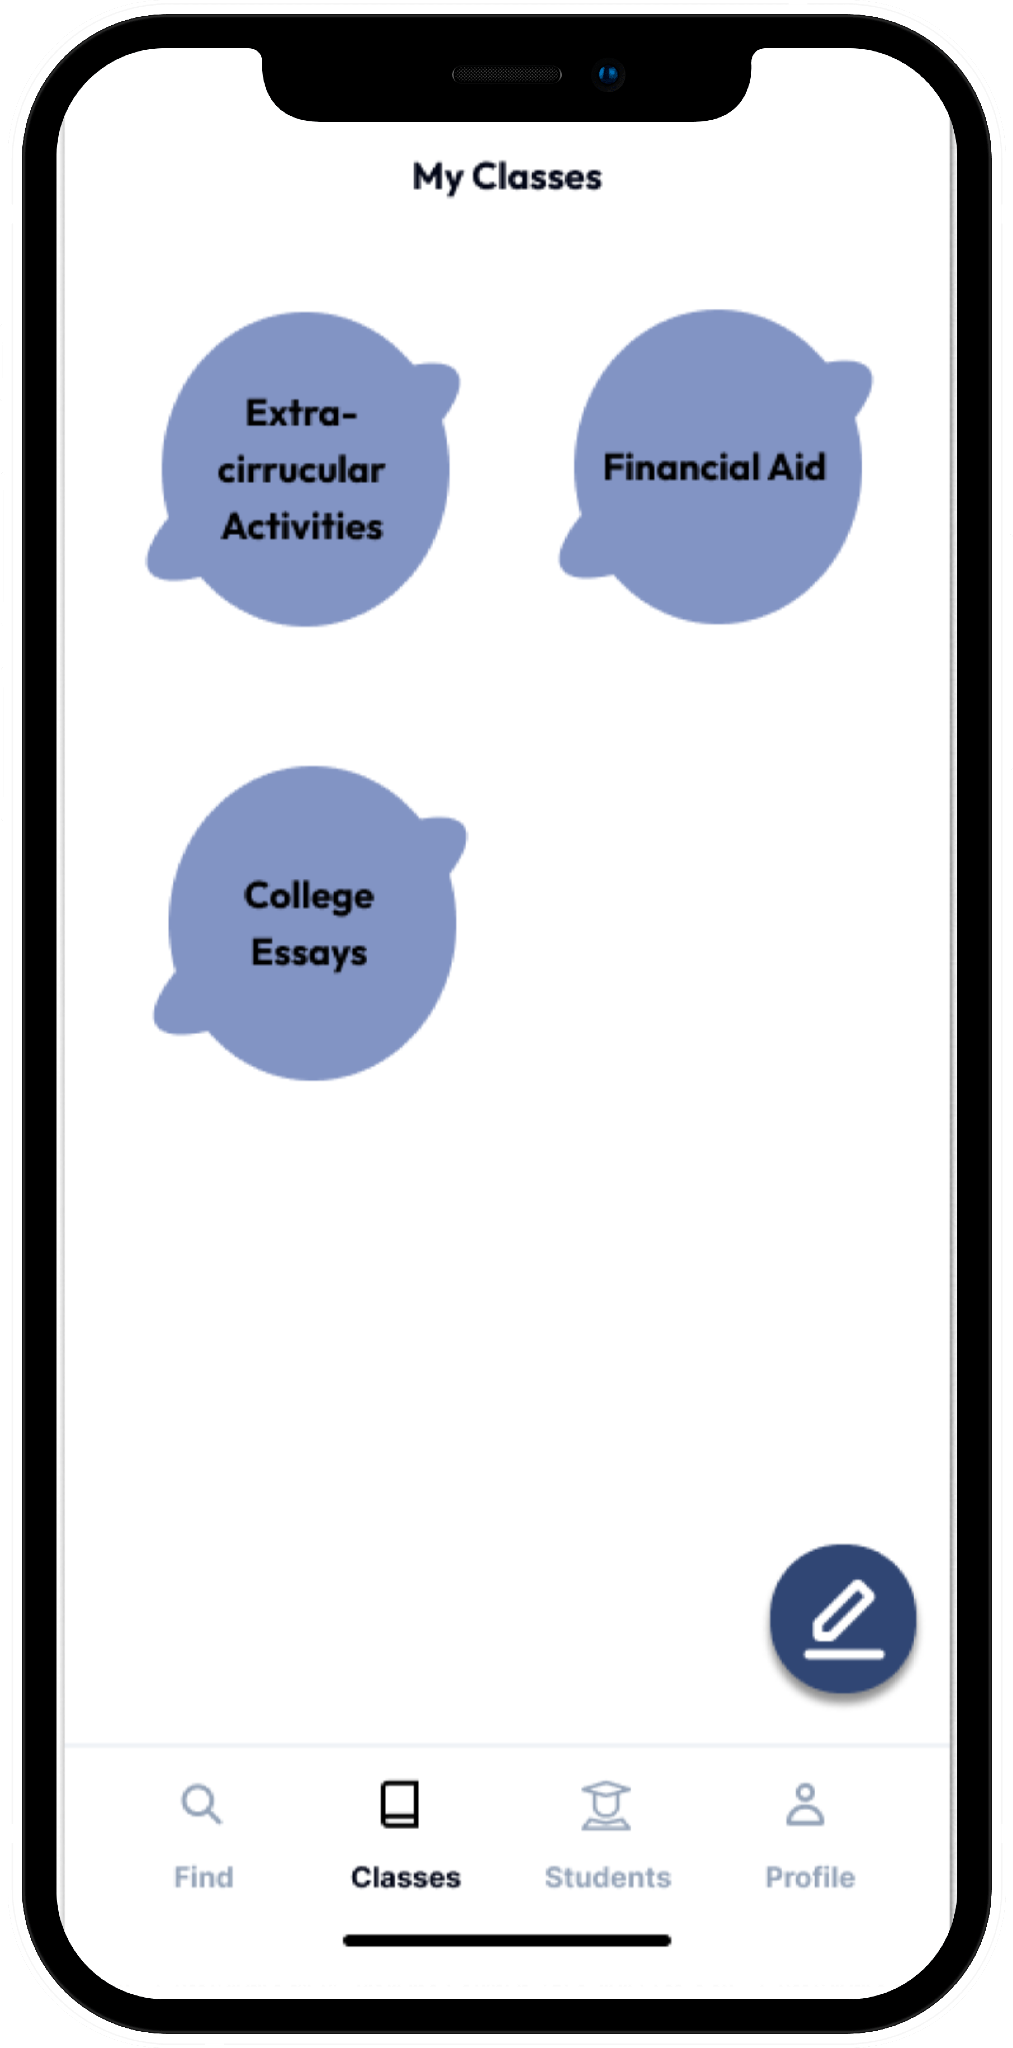 My Classes
Extra-
cirrucular
Activities
Financial Aid
College
Essays
Find
Classes
Students
Profile